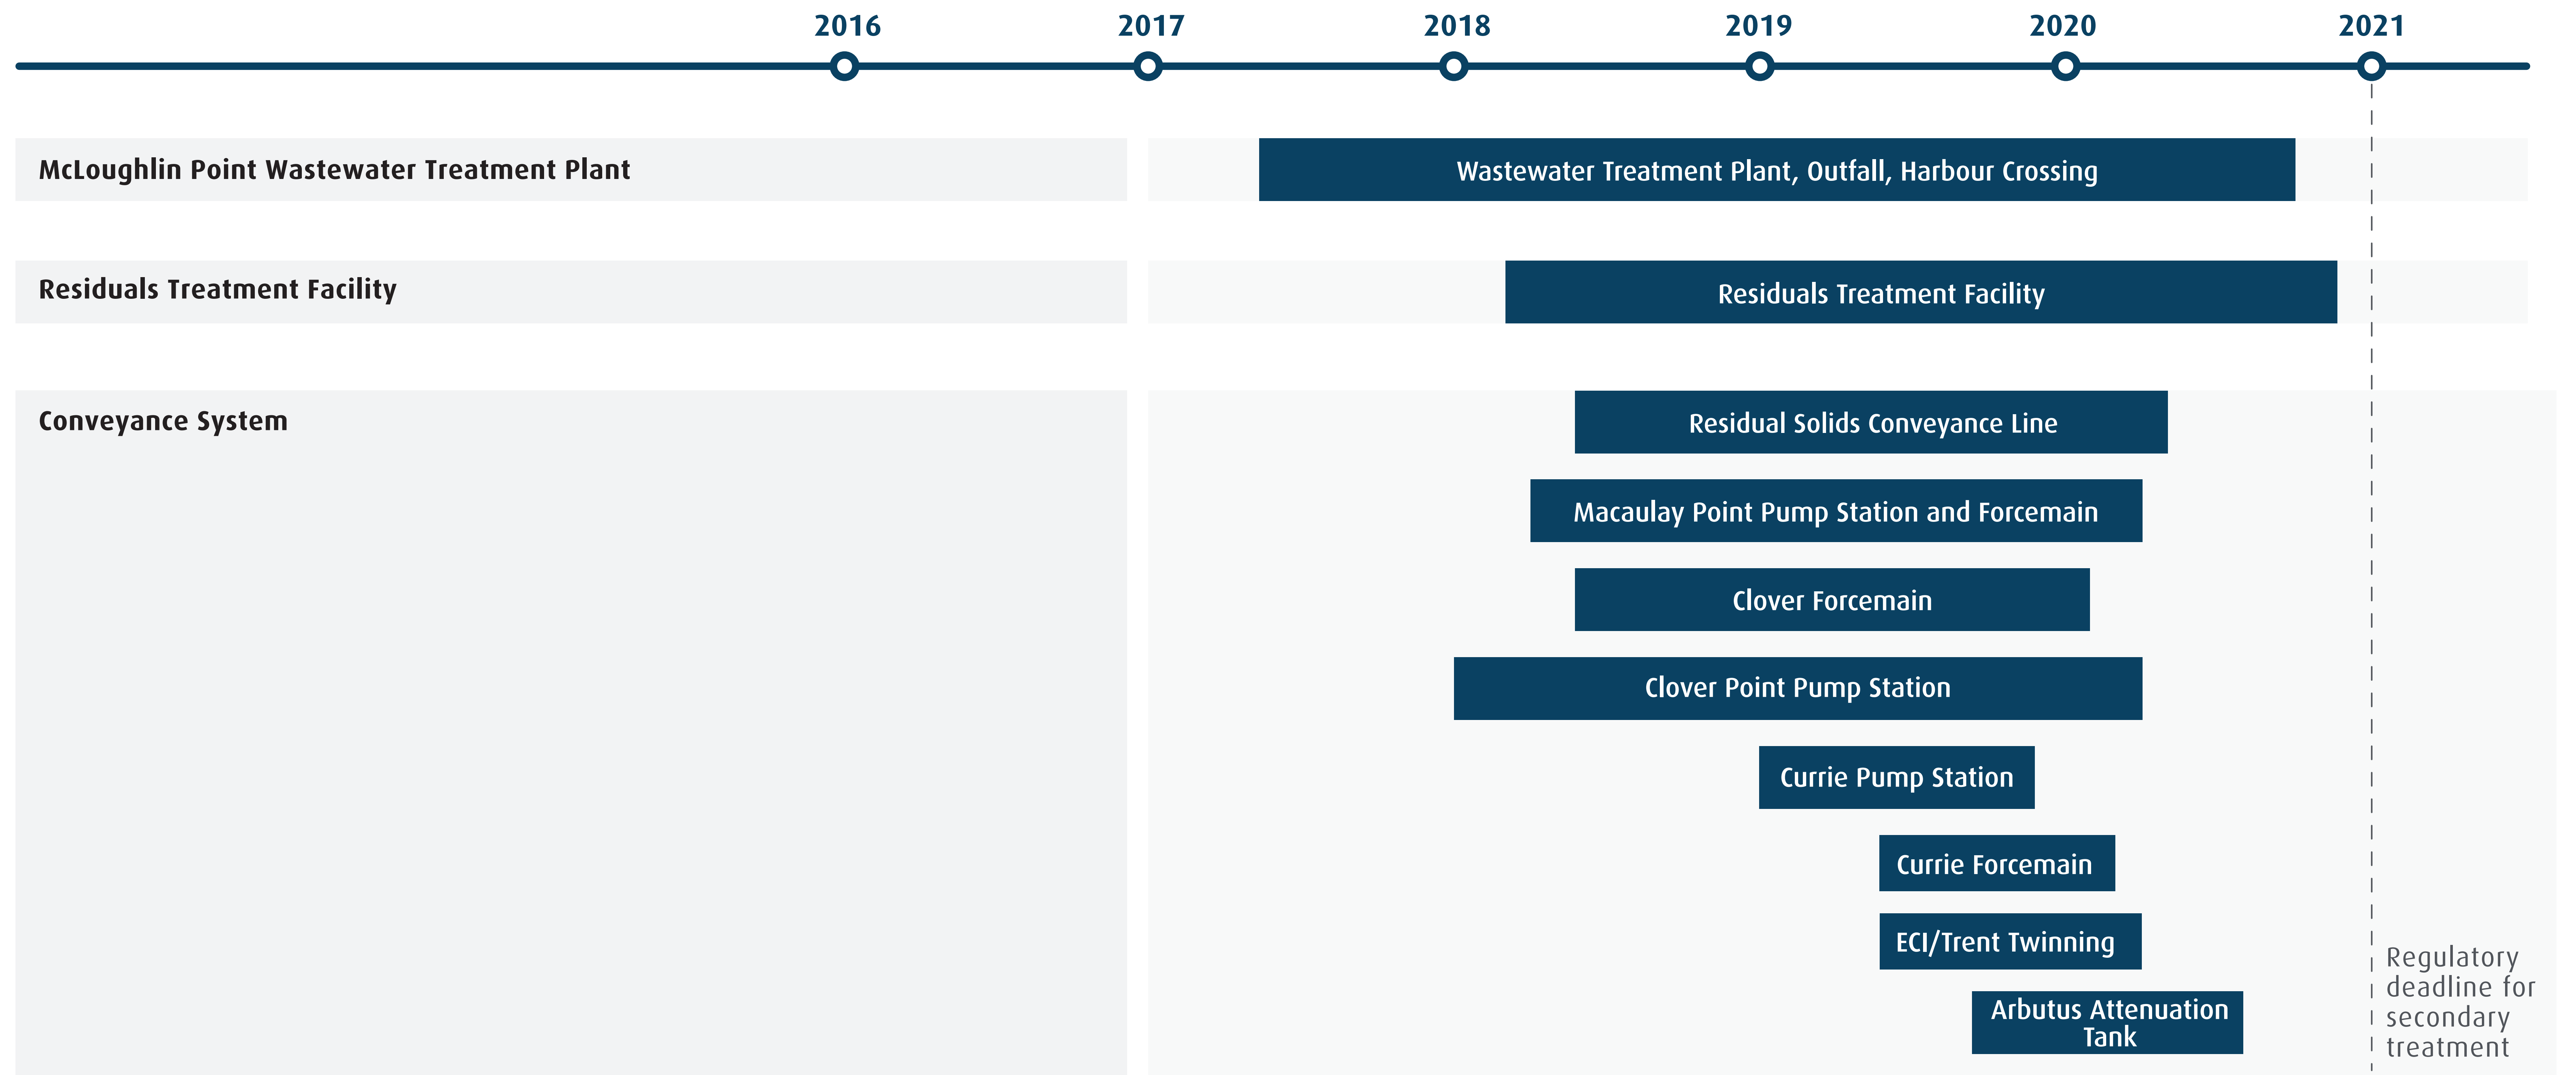 2016 2017 2018 2019 2020 2021
McLoughlin Point Wastewater Treatment Plant
Wastewater Treatment Plant, Outfall, Harbour Crossing
Residuals Treatment Facility
Residuals Treatment Facility
Conveyance System
Residual Solids Conveyance Line
Macaulay Point Pump Station and Forcemain
Clover Forcemain
Clover Point Pump Station
Currie Pump Station
Currie Forcemain
ECI/Trent Twinning
Arbutus Attenuation
Tank
Regulatory
deadline for
secondary
treatment